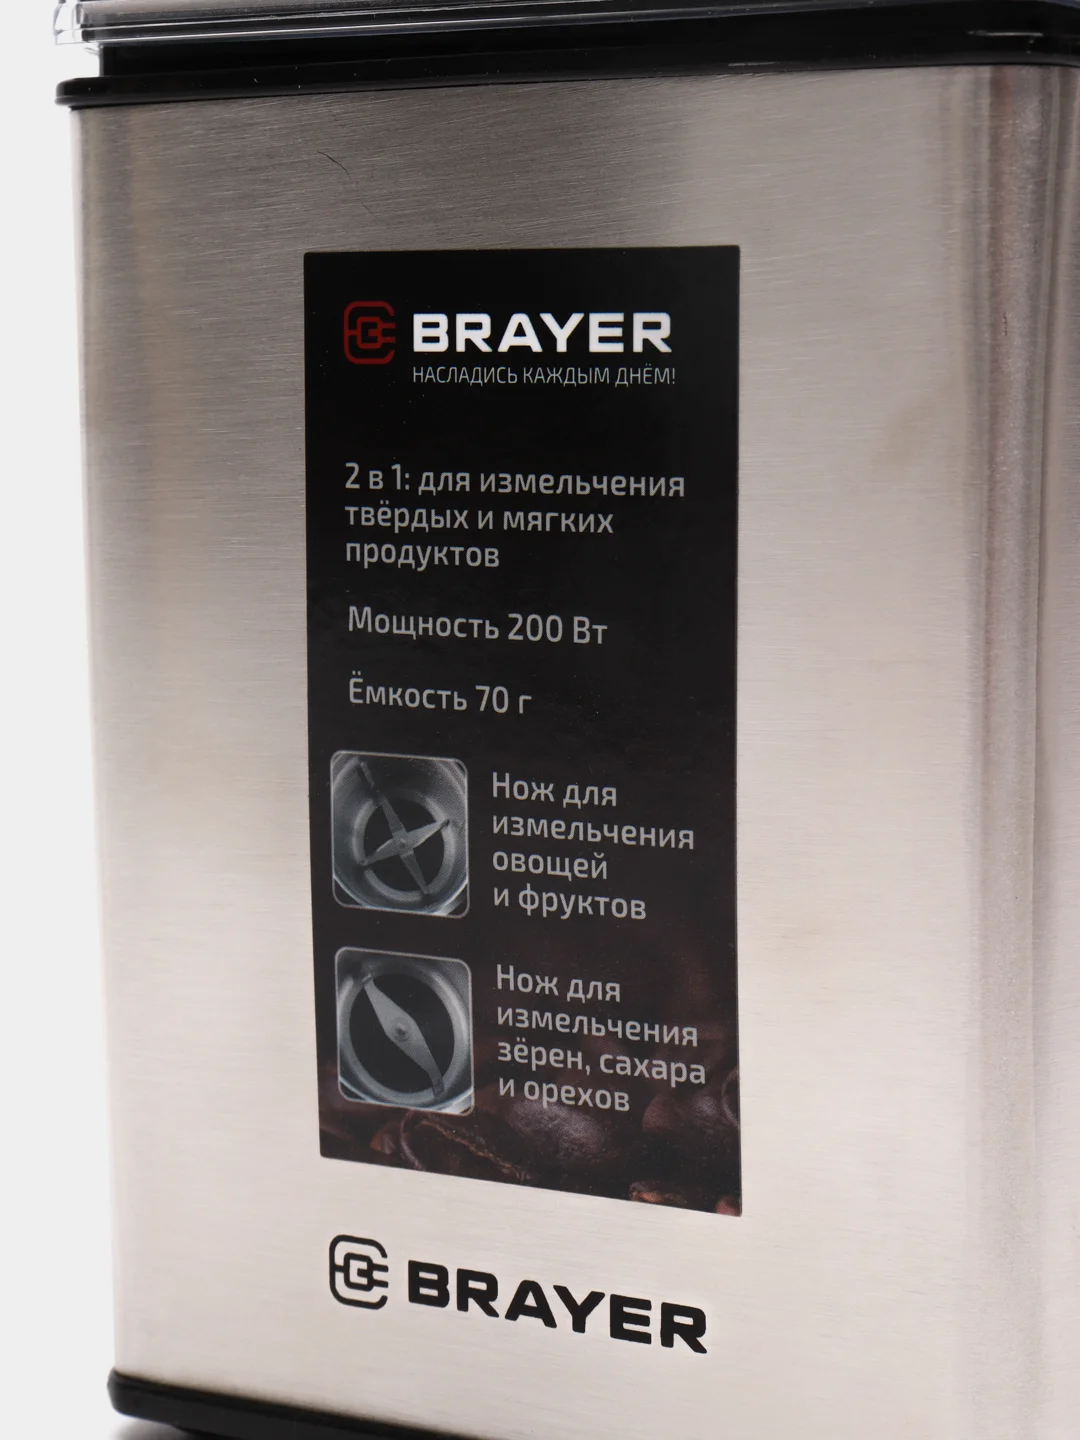 BRAYER
НАСЛАДИСЬ КАЖДЫМ ДНЁМ!
2 в 1: для измельчения
твёрдых и мягких
продуктов
Мощность 200 Вт
Ёмкость 70 г
Нож для
измельчения
овощей
и фруктов
Нож для
измельчения
зёрен, сахара
и орехов
BRAYER